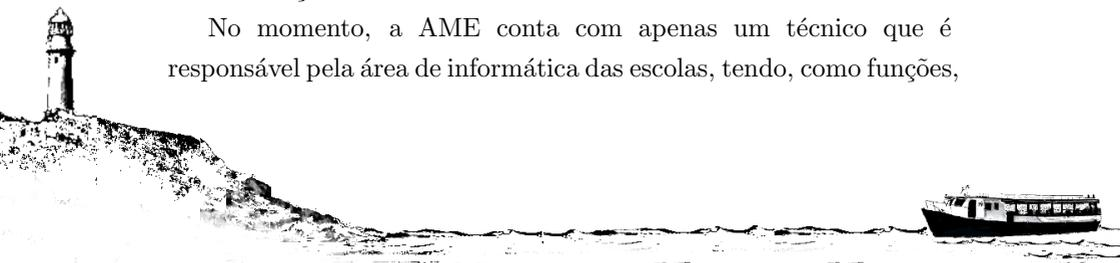 No momento, a AME conta com apenas um técnico que é
responsável pela área de informática das escolas, tendo, como funções,